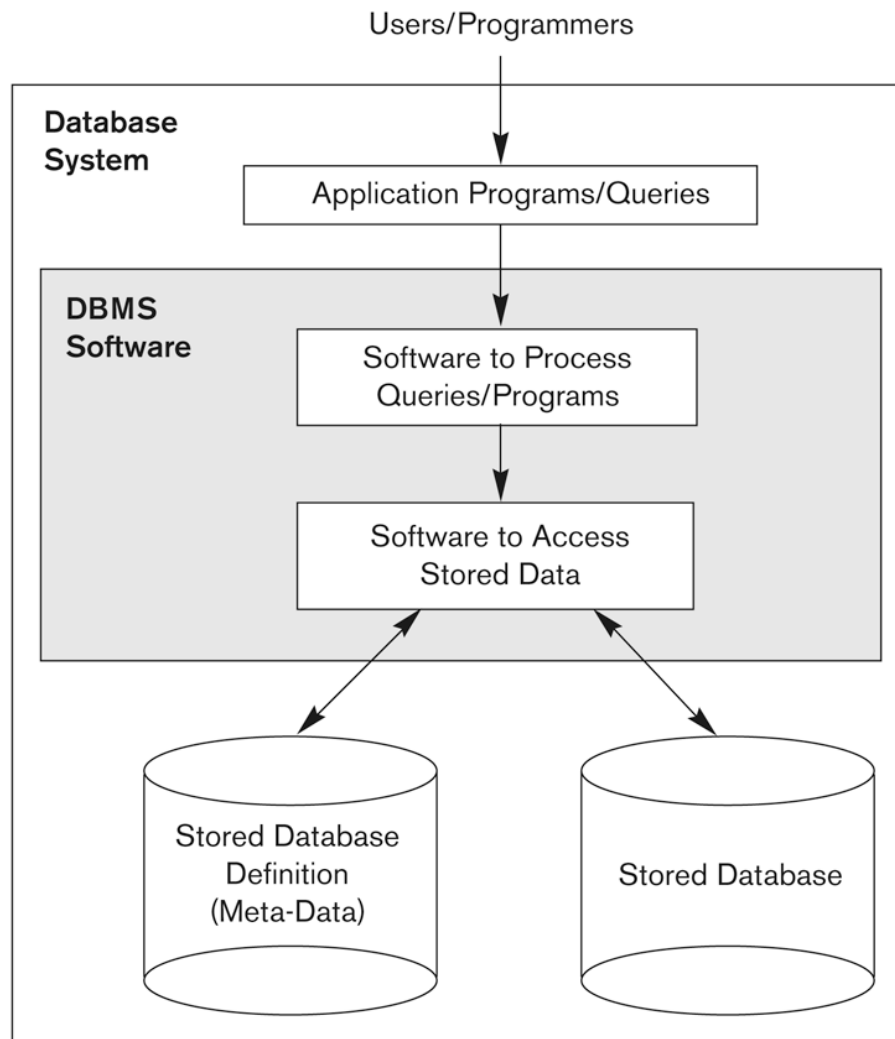 Users/Programmers
Database
System
Application Programs/Queries
DBMS
Software
Software to Process
Queries/Programs
Software to Access
Stored Data
Stored Database
Definition
(Meta-Data)
Stored Database